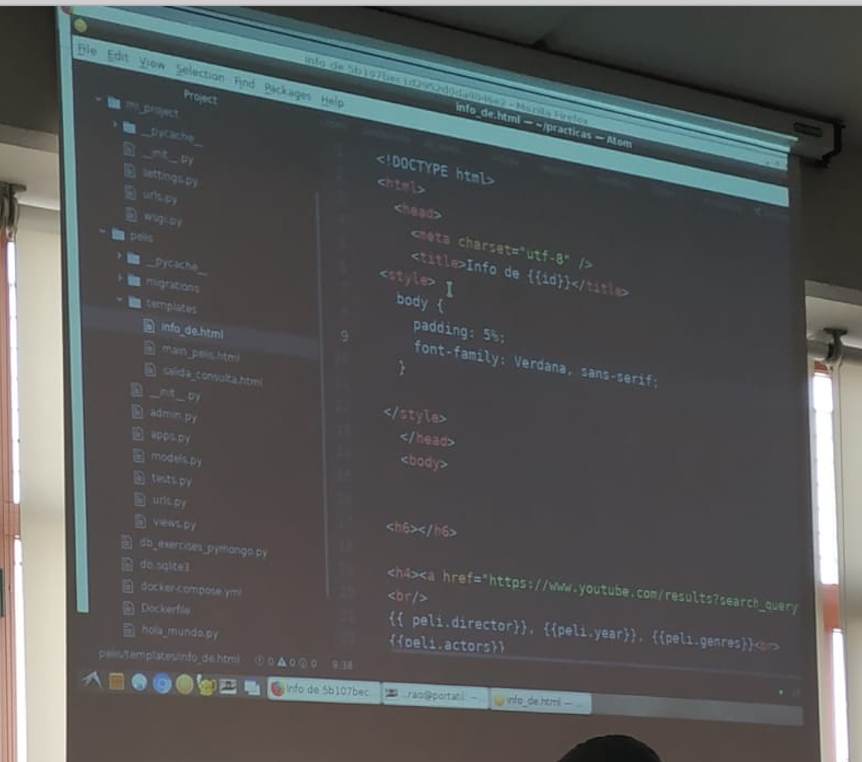 info de 5b107bec1d2952d0da9046e2 - Mozilla Firefox
info_de.html — ~/practicas — Atom
File Edit View Selection Find Packages Help
Project
mi_project
__pycache__
__init__.py
settings.py
urls.py
wsgi.py
pelis
__pycache__
migrations
templates
info_de.html
main_pelis.html
salida_consulta.html
__init__.py
admin.py
apps.py
models.py
tests.py
urls.py
views.py
db_exercises_pymongo.py
db.sqlite3
docker-compose.yml
Dockerfile
hola_mundo.py
<!DOCTYPE html>
<html>
<head>
<meta charset="utf-8" />
<title>Info de {{id}}</title>
<style>
body {
9
padding: 5%;
font-family: Verdana, sans-serif;
}
</style>
</head>
<body>
<h6></h6>
<h4><a href="https://www.youtube.com/results?search_query
<br/>
{{ peli.director}}, {{peli.year}}, {{peli.genres}}<br>
{{peli.actors}}
pelis/templates/info_de.html 0 0 0 9:18
info de 5b107bec... ...rao@portatil: ~... info_de.html — ...